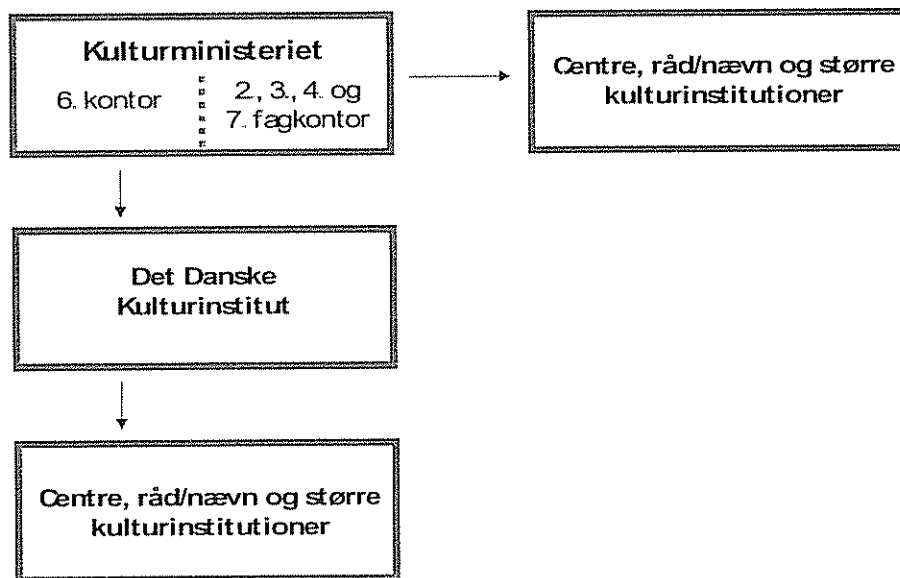 Kulturministeriet
6. kontor
2., 3., 4. og
7. fagkontor
Centre, råd/nævn og større
kulturinstitutioner
Det Danske
Kulturinstitut
Centre, råd/nævn og større
kulturinstitutioner